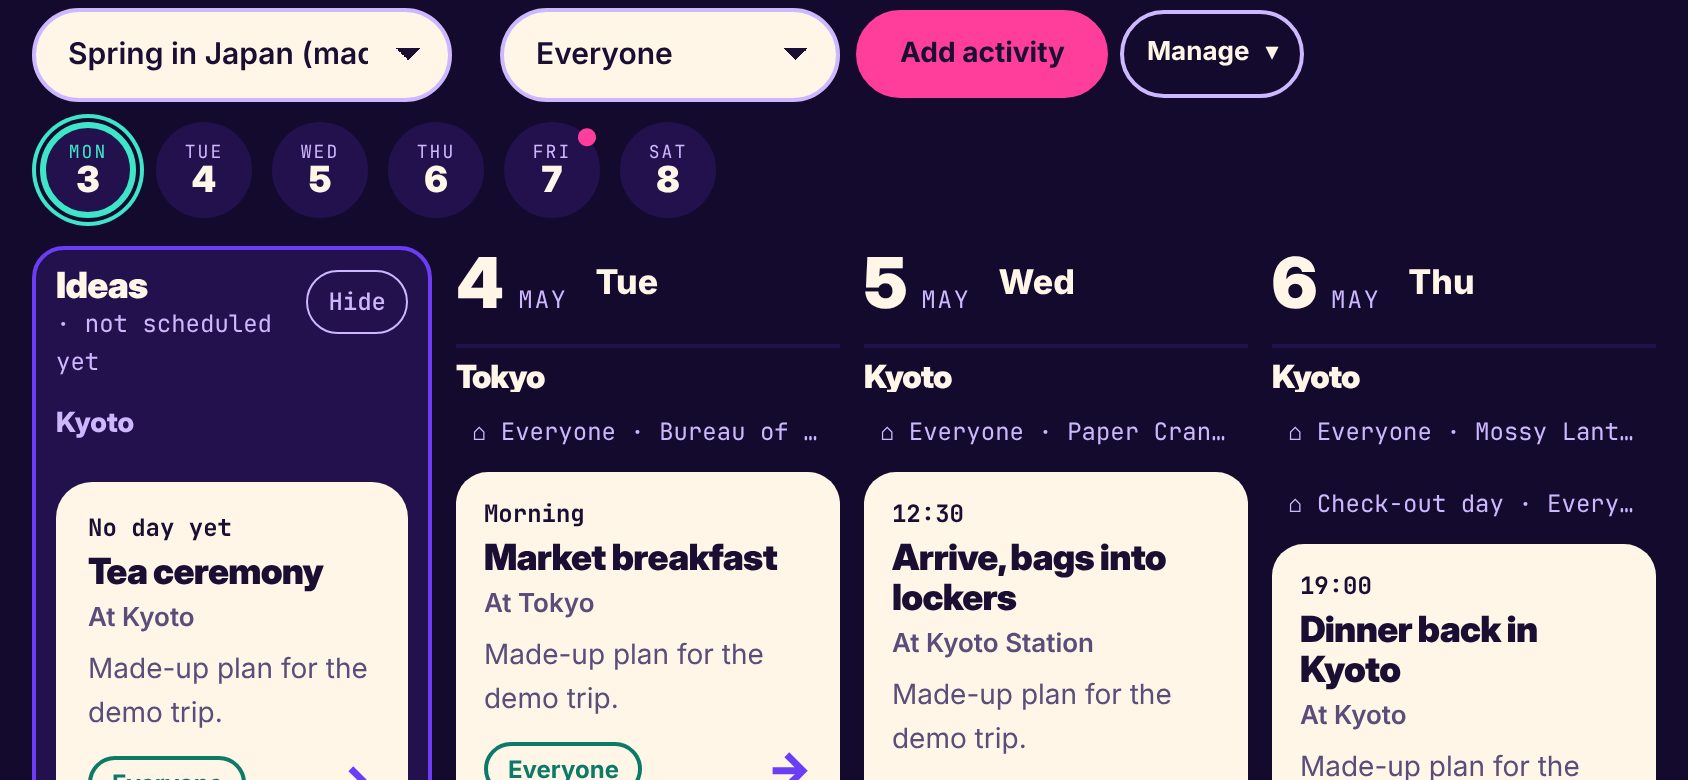 Spring in Japan (mac
Everyone
Add activity
Manage ▼
MON
3
TUE
4
WED
5
THU
6
FRI
7
SAT
8
Ideas
· not scheduled
yet
Hide
Kyoto
No day yet
Tea ceremony
At Kyoto
Made-up plan for the
demo trip.
Everyone
4 MAY Tue
Tokyo
⌂ Everyone · Bureau of …
Morning
Market breakfast
At Tokyo
Made-up plan for the
demo trip.
Everyone
5 MAY Wed
Kyoto
⌂ Everyone · Paper Cran…
12:30
Arrive, bags into
lockers
At Kyoto Station
Made-up plan for the
demo trip.
6 MAY Thu
Kyoto
⌂ Everyone · Mossy Lant…
⌂ Check-out day · Every…
19:00
Dinner back in
Kyoto
At Kyoto
Made-up plan for the